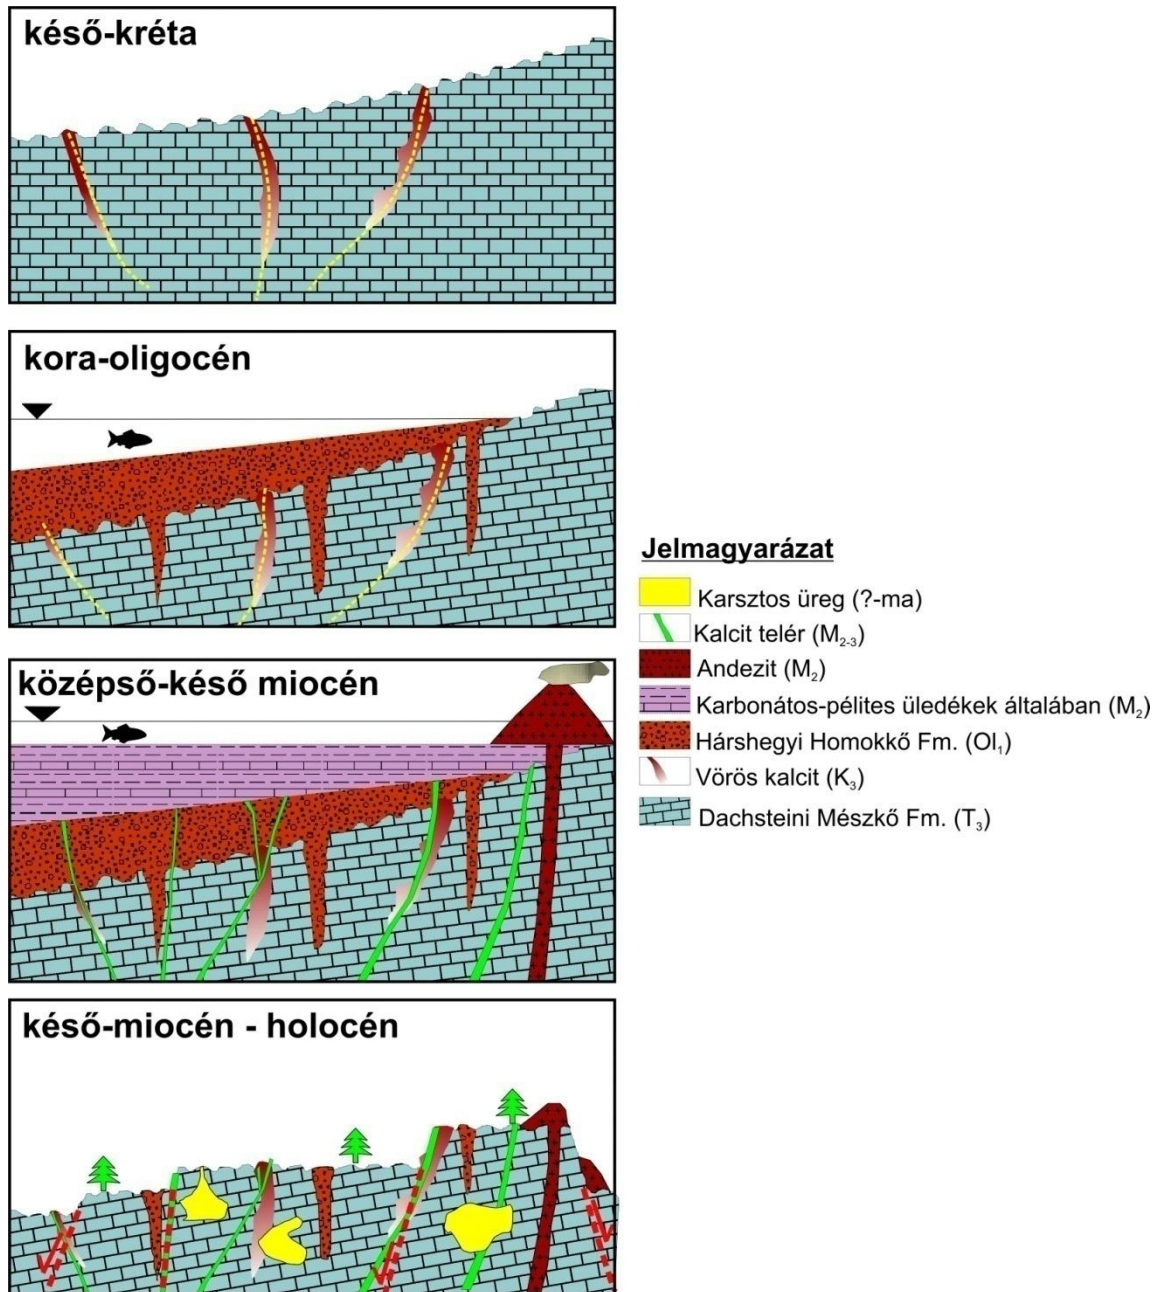 késő-kréta
kora-oligocén
középső-késő miocén
késő-miocén - holocén
Jelmagyarázat
Karsztos üreg (?-ma)
Kalcit telér (M₂₋₃)
Andezit (M₂)
Karbonátos-pélites üledékek általában (M₂)
Hárshegyi Homokkő Fm. (Ol₁)
Vörös kalcit (K₃)
Dachsteini Mészkő Fm. (T₃)